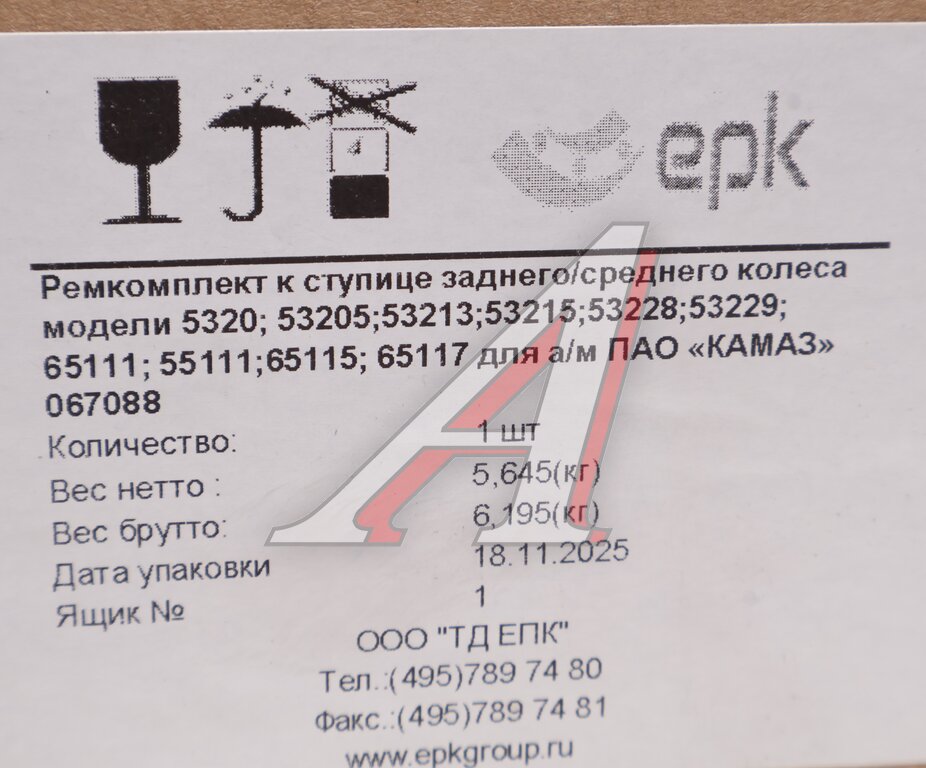 4
epk
Ремкомплект к ступице заднего/среднего колеса
модели 5320; 53205;53213;53215;53228;53229;
65111; 55111;65115; 65117 для а/м ПАО «КАМАЗ»
067088
Количество: 1 шт
Вес нетто : 5,645(кг)
Вес брутто: 6,195(кг)
Дата упаковки 18.11.2025
Ящик № 1
ООО "ТД ЕПК"
Тел.:(495)789 74 80
Факс.:(495)789 74 81
www.epkgroup.ru